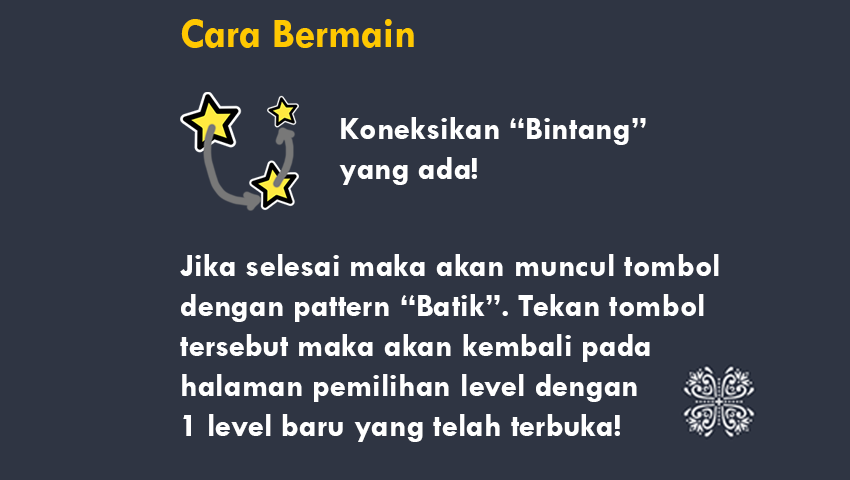 Cara Bermain
Koneksikan “Bintang”
yang ada!
Jika selesai maka akan muncul tombol
dengan pattern “Batik”. Tekan tombol
tersebut maka akan kembali pada
halaman pemilihan level dengan
1 level baru yang telah terbuka!